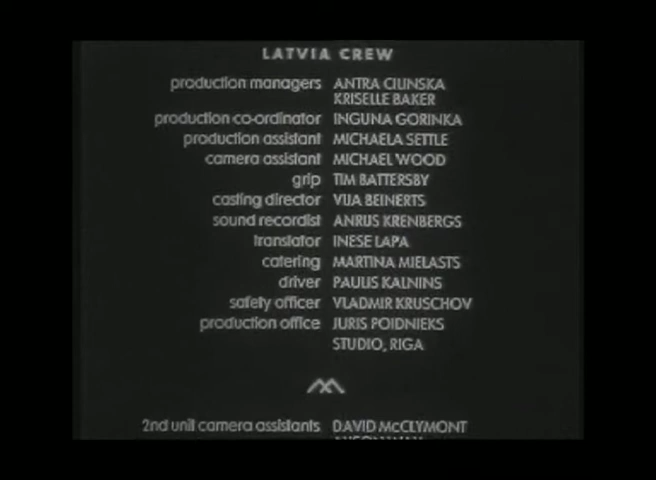 LATVIA CREW
production managers ANTRA CILINSKA
KRISELLE BAKER
production co-ordinator INGUNA GORINKA
production assistant MICHAELA SETTLE
camera assistant MICHAEL WOOD
grip TIM BATTERSBY
casting director VIJA BEINERTS
sound recordist ANRIJS KRENBERGS
translator INESE LAPA
catering MARTINA MIELASTS
driver PAULIS KALNINS
safety officer VLADMIR KRUSCHOV
production office JURIS POIDNIEKS
STUDIO, RIGA
2nd unit camera assistants DAVID McCLYMONT